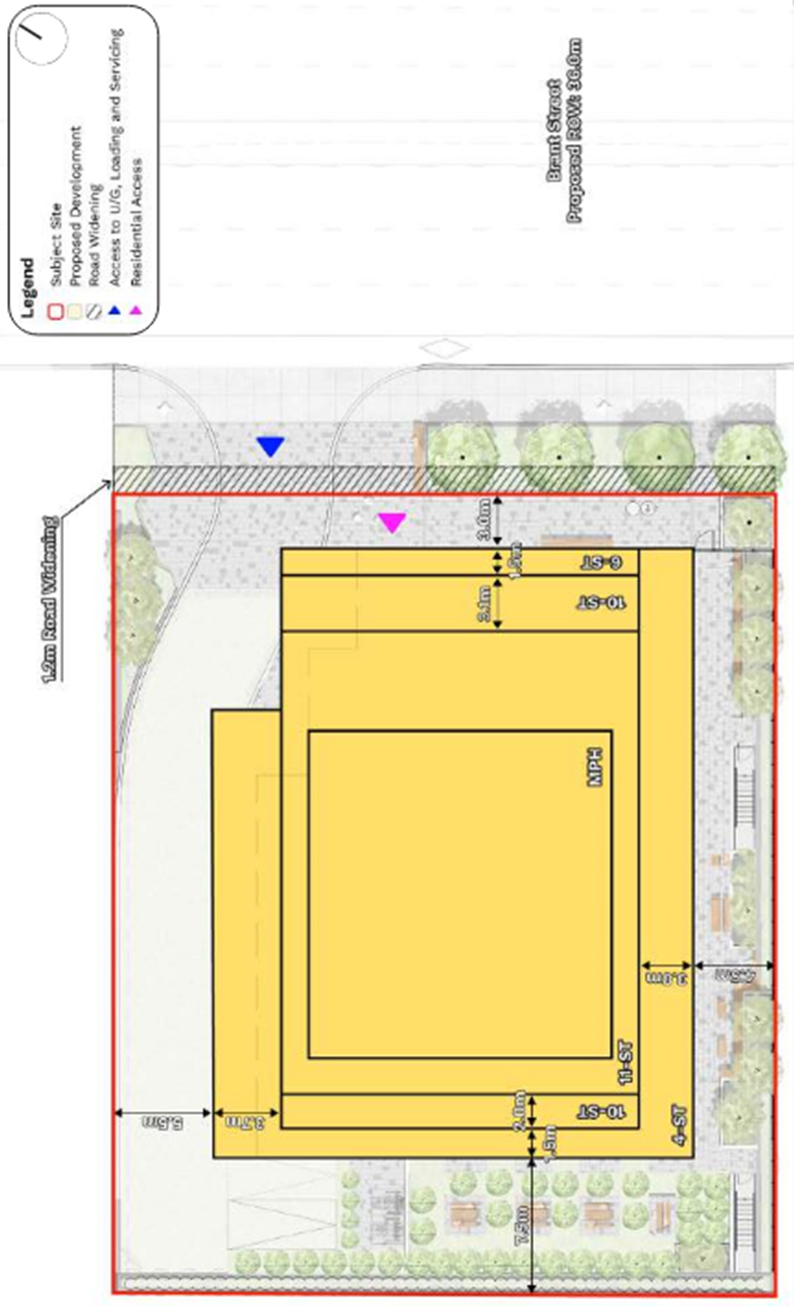 Legend
Subject Site
Proposed Development
Road Widening
Access to U/G, Loading and Servicing
Residential Access
Brant Street
Proposed ROW: 36.0m
1.2m Road Widening
3.0m
1.5m
6-ST
3.1m
10-ST
MPH
3.0m
4.5m
11-ST
5.5m
3.7m
2.0m
10-ST
4-ST
1.5m
7.5m